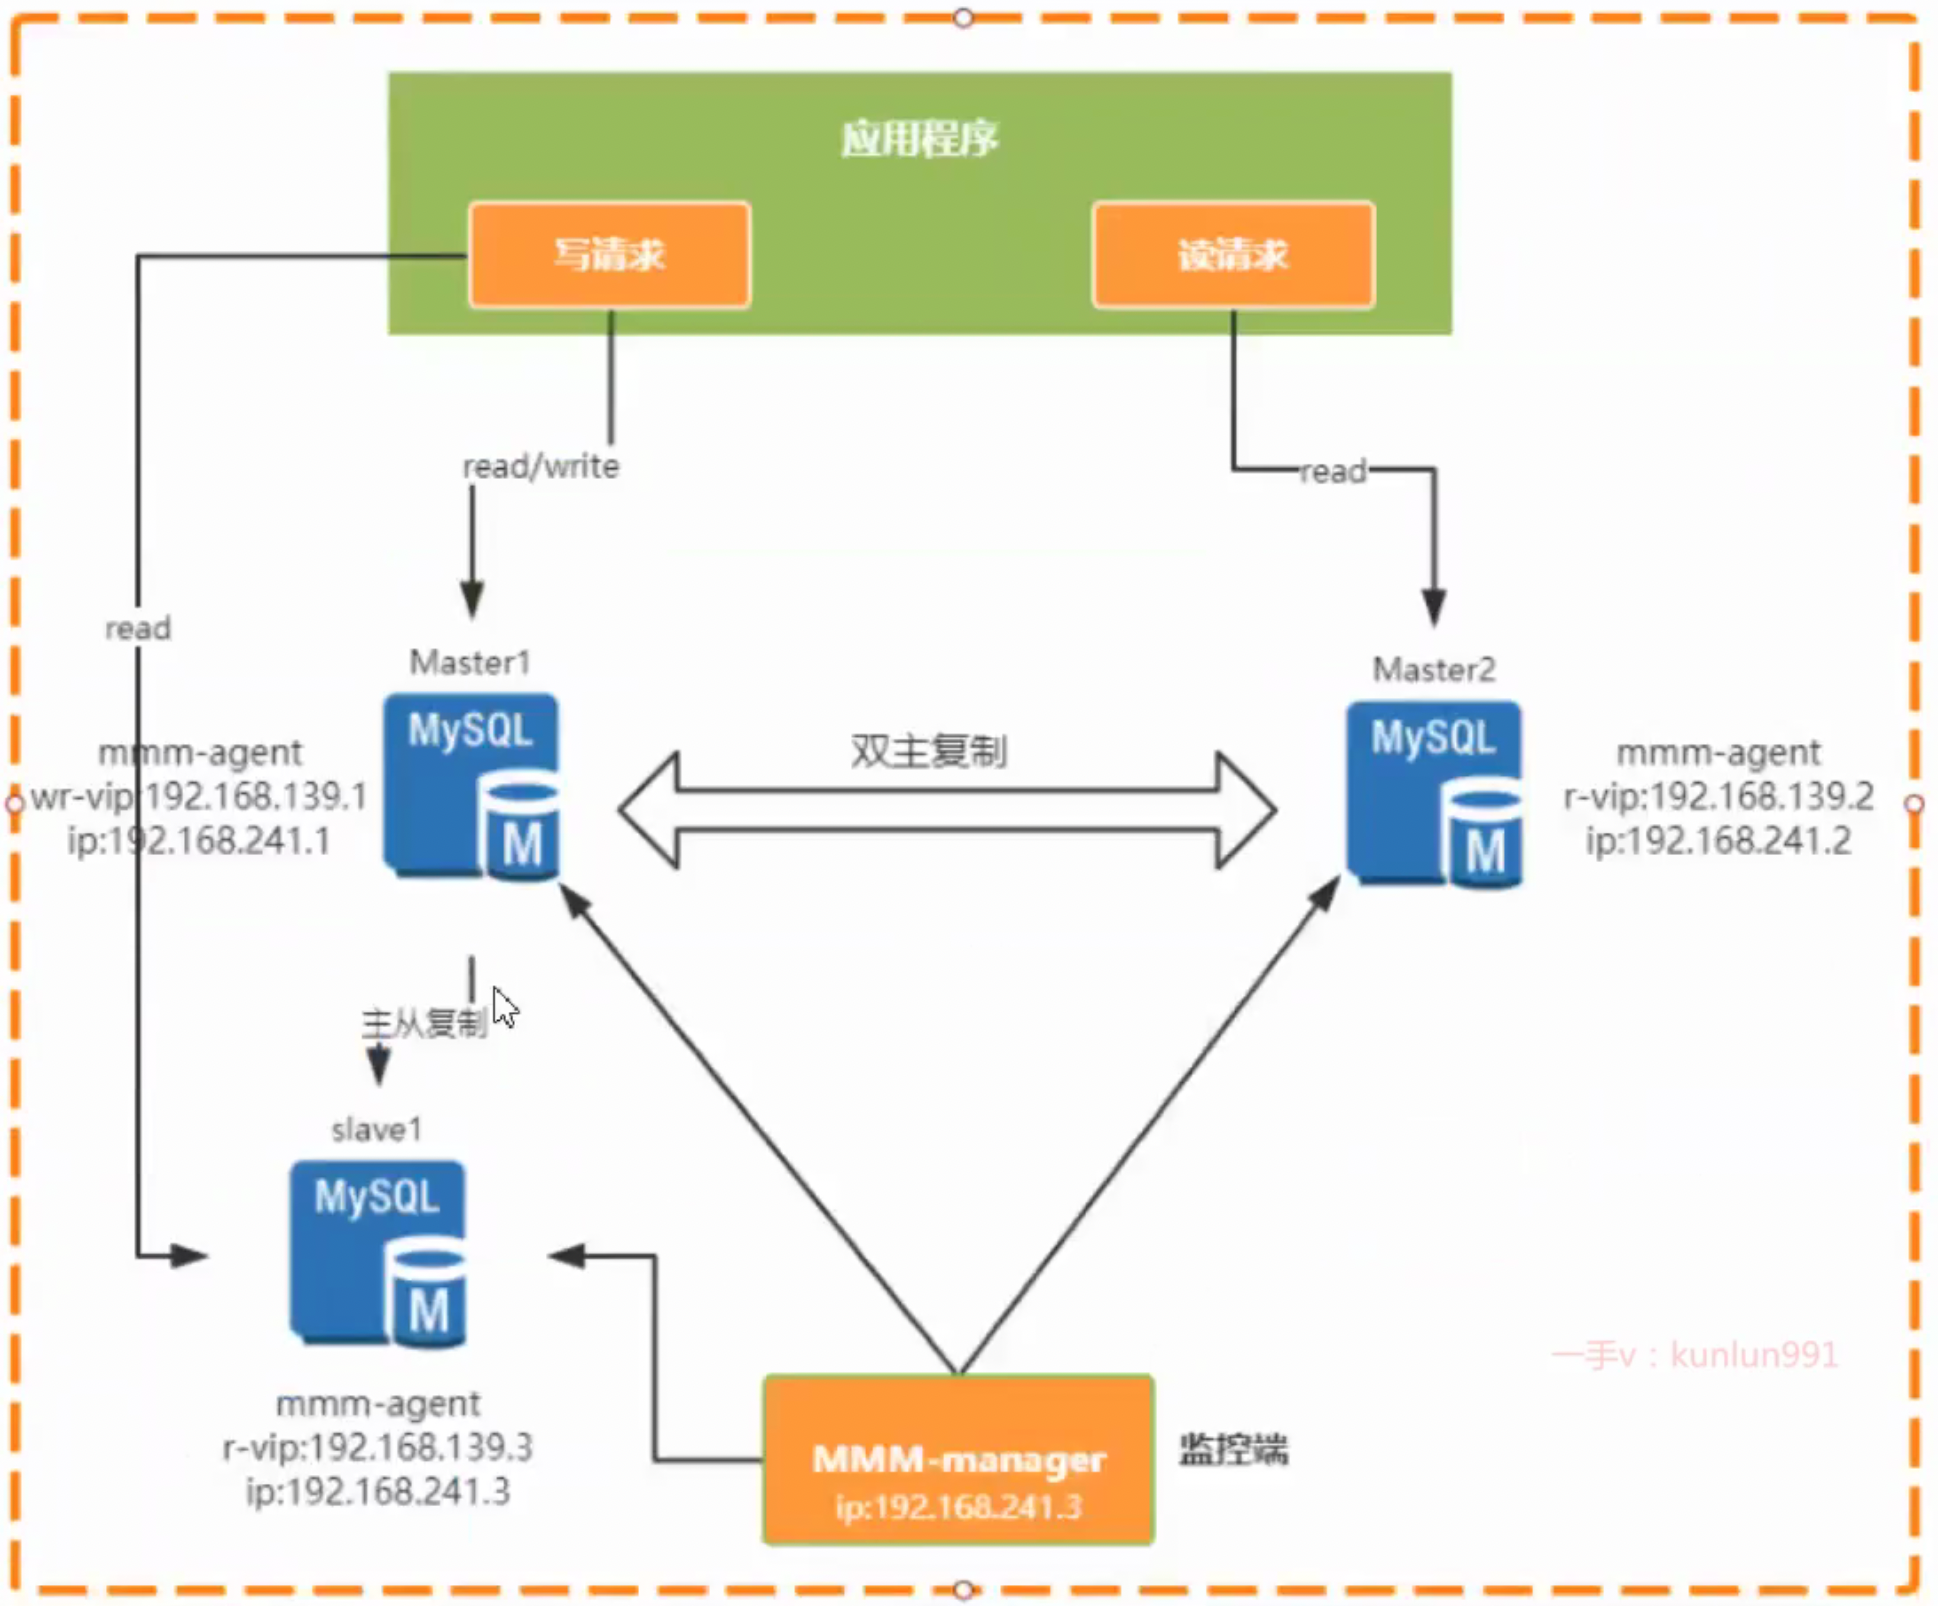 应用程序
写请求
读请求
read/write
read
read
Master1
Master2
MySQL
M
MySQL
M
mmm-agent
wr-vip:192.168.139.1
ip:192.168.241.1
双主复制
mmm-agent
r-vip:192.168.139.2
ip:192.168.241.2
主从复制
slave1
MySQL
M
mmm-agent
r-vip:192.168.139.3
ip:192.168.241.3
MMM-manager
ip:192.168.241.3
监控端
一手v：kunlun991